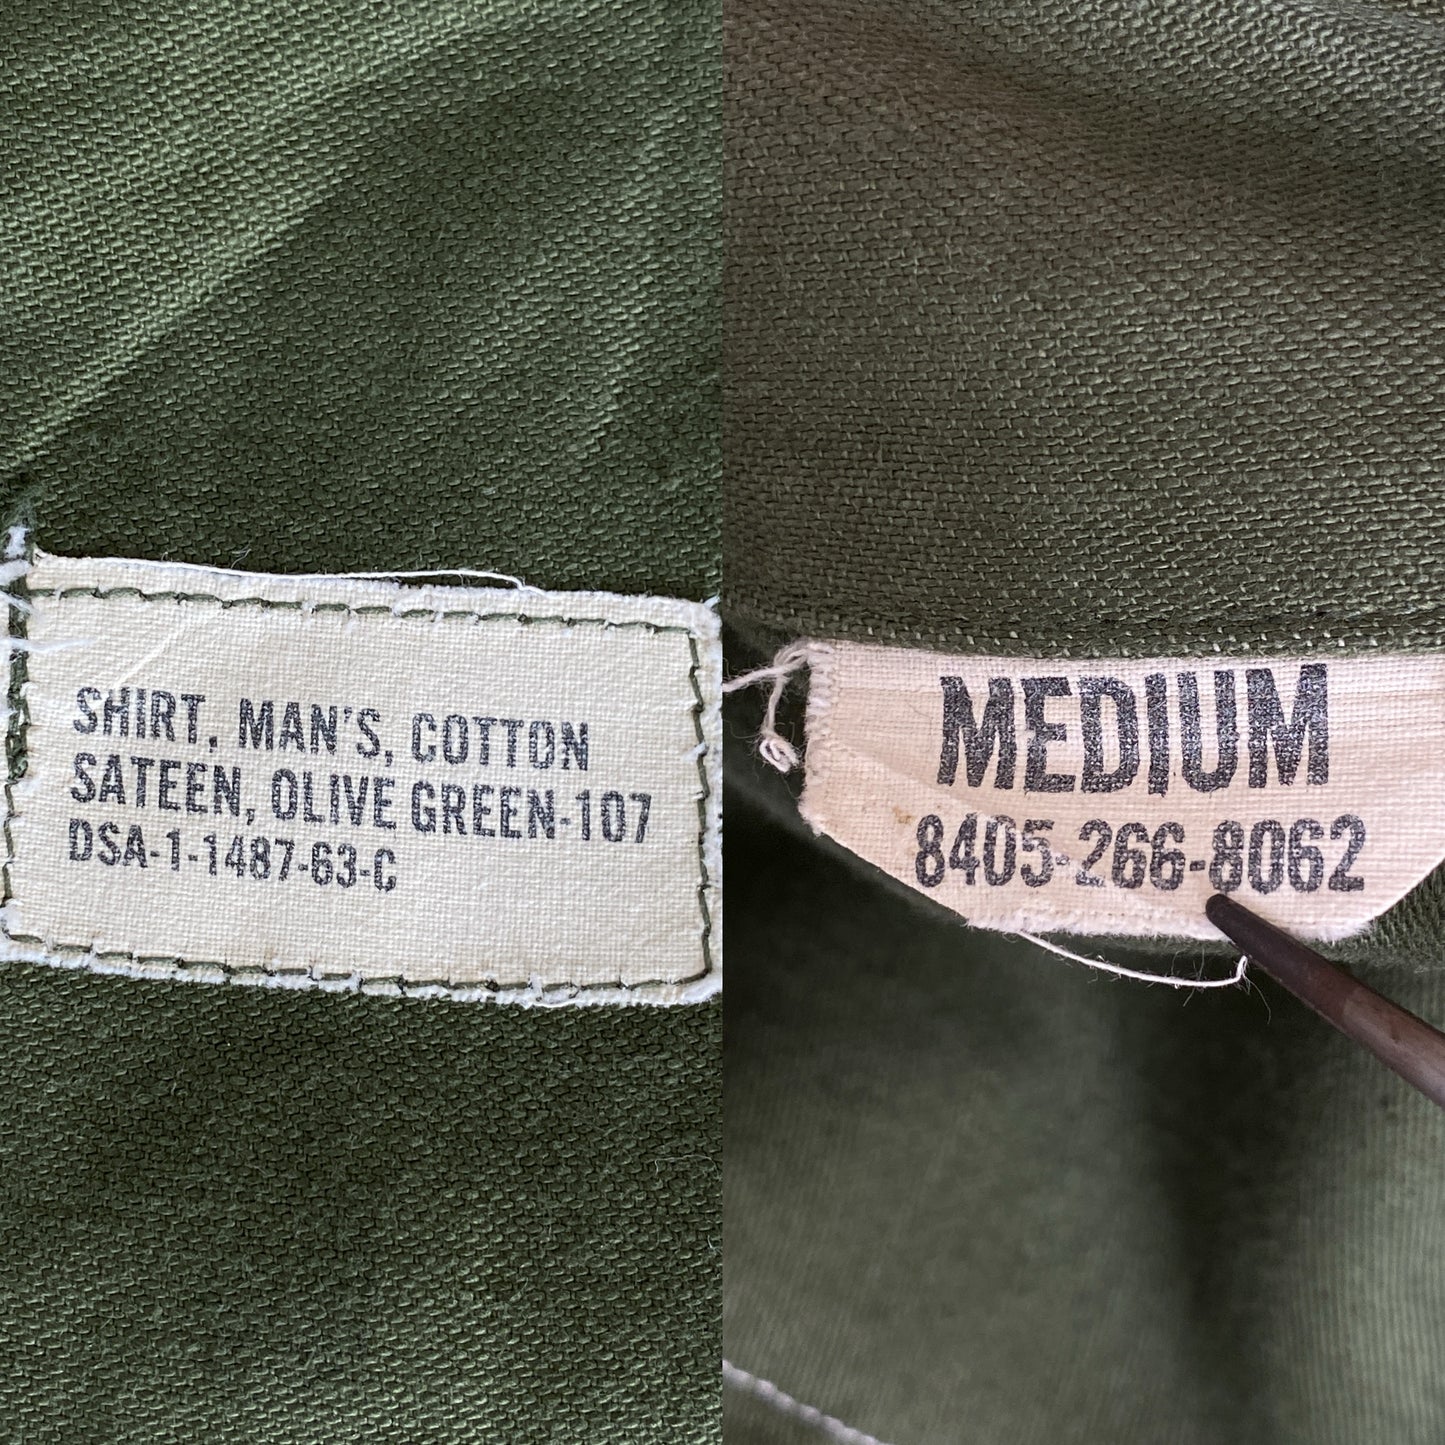 SHIRT, MAN'S, COTTON
SATEEN, OLIVE GREEN-107
DSA-1-1487-63-C
MEDIUM
8405-266-8062